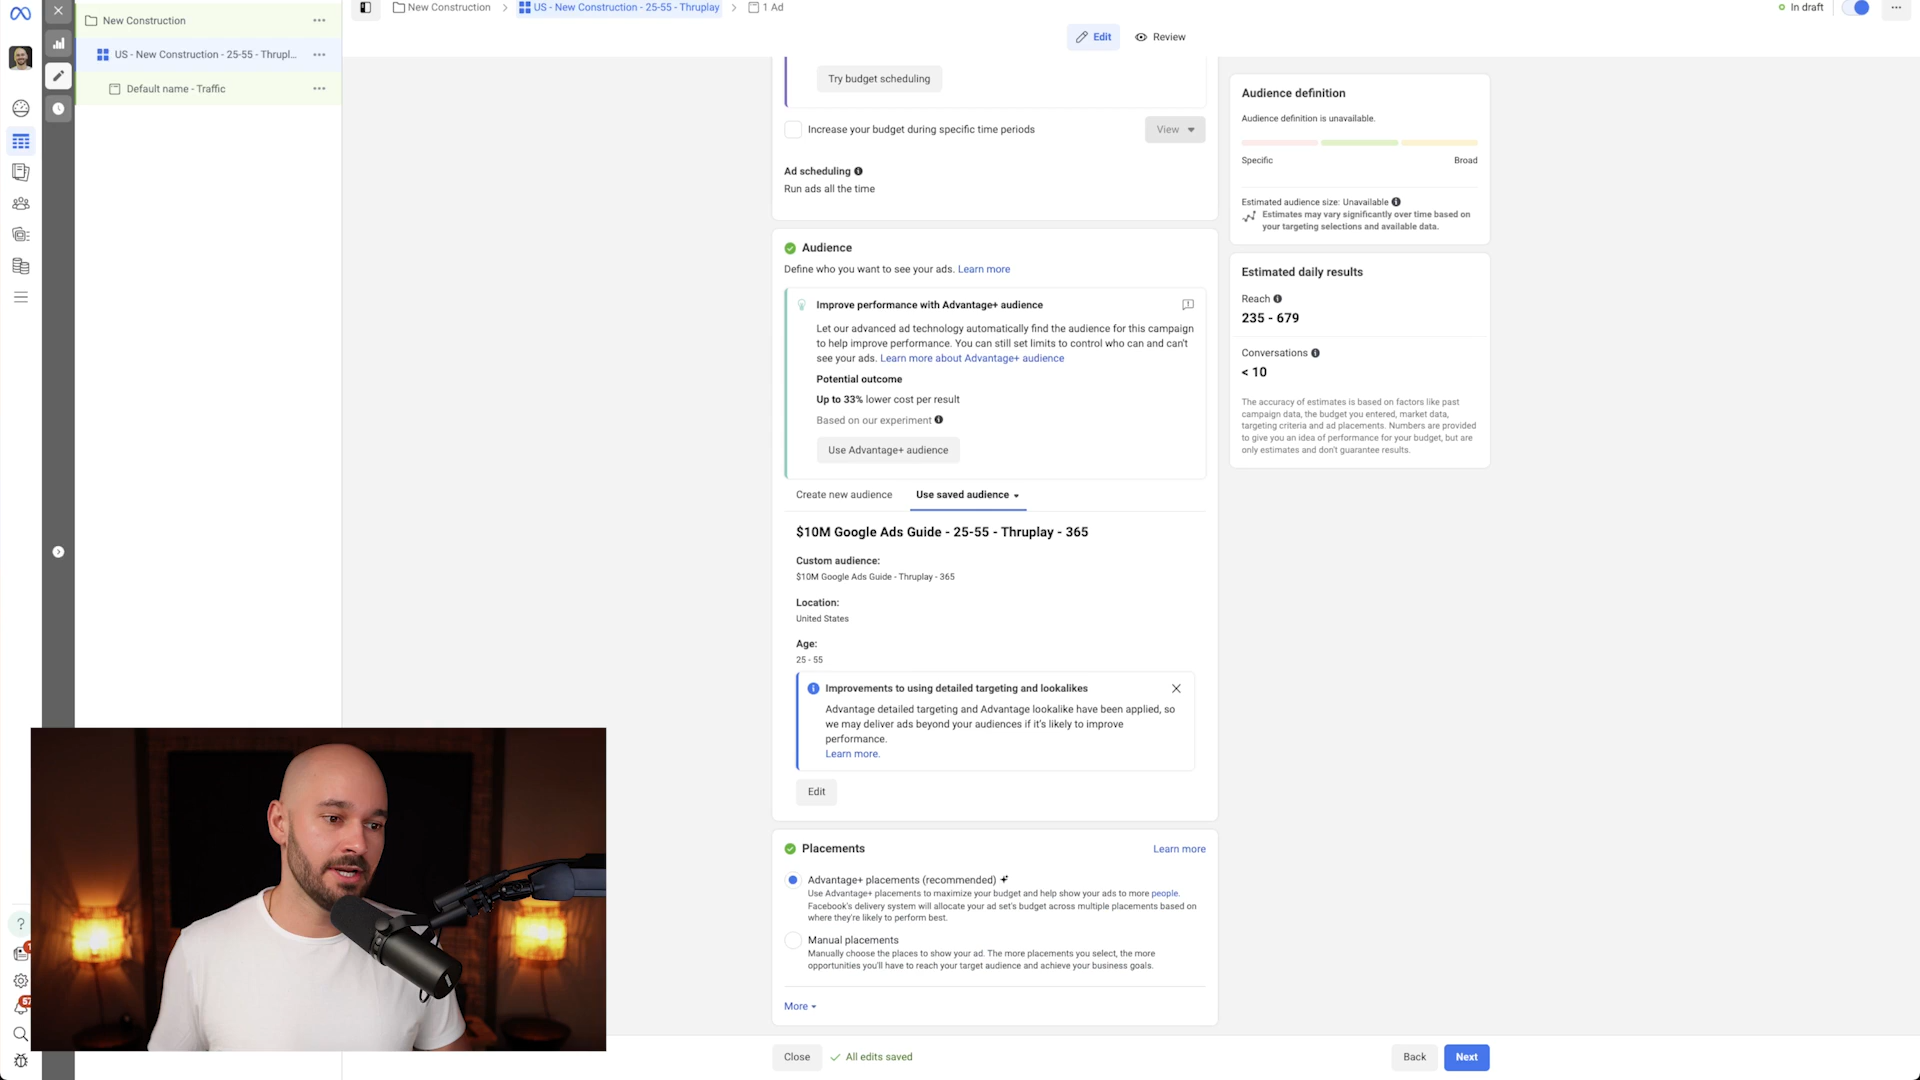 New Construction
US - New Construction - 25-55 - Thrupl...
Default name - Traffic
New Construction
US - New Construction - 25-55 - Thruplay
1 Ad
In draft
Edit
Review
Try budget scheduling
Increase your budget during specific time periods
View
Ad scheduling
Run ads all the time
Audience
Define who you want to see your ads. Learn more
Improve performance with Advantage+ audience
Let our advanced ad technology automatically find the audience for this campaign
to help improve performance. You can still set limits to control who can and can't
see your ads. Learn more about Advantage+ audience
Potential outcome
Up to 33% lower cost per result
Based on our experiment
Use Advantage+ audience
Create new audience
Use saved audience
$10M Google Ads Guide - 25-55 - Thruplay - 365
Custom audience:
$10M Google Ads Guide - Thruplay - 365
Location:
United States
Age:
25 - 55
Improvements to using detailed targeting and lookalikes
Advantage detailed targeting and Advantage lookalike have been applied, so
we may deliver ads beyond your audiences if it's likely to improve
performance.
Learn more.
Edit
Placements
Learn more
Advantage+ placements (recommended)
Use Advantage+ placements to maximize your budget and help show your ads to more people.
Facebook's delivery system will allocate your ad set's budget across multiple placements based on
where they're likely to perform best.
Manual placements
Manually choose the places to show your ad. The more placements you select, the more
opportunities you'll have to reach your target audience and achieve your business goals.
More
Close
All edits saved
Back
Next
Audience definition
Audience definition is unavailable.
Specific
Broad
Estimated audience size: Unavailable
Estimates may vary significantly over time based on
your targeting selections and available data.
Estimated daily results
Reach
235 - 679
Conversations
< 10
The accuracy of estimates is based on factors like past
campaign data, the budget you entered, market data,
targeting criteria and ad placements. Numbers are provided
to give you an idea of performance for your budget, but are
only estimates and don't guarantee results.